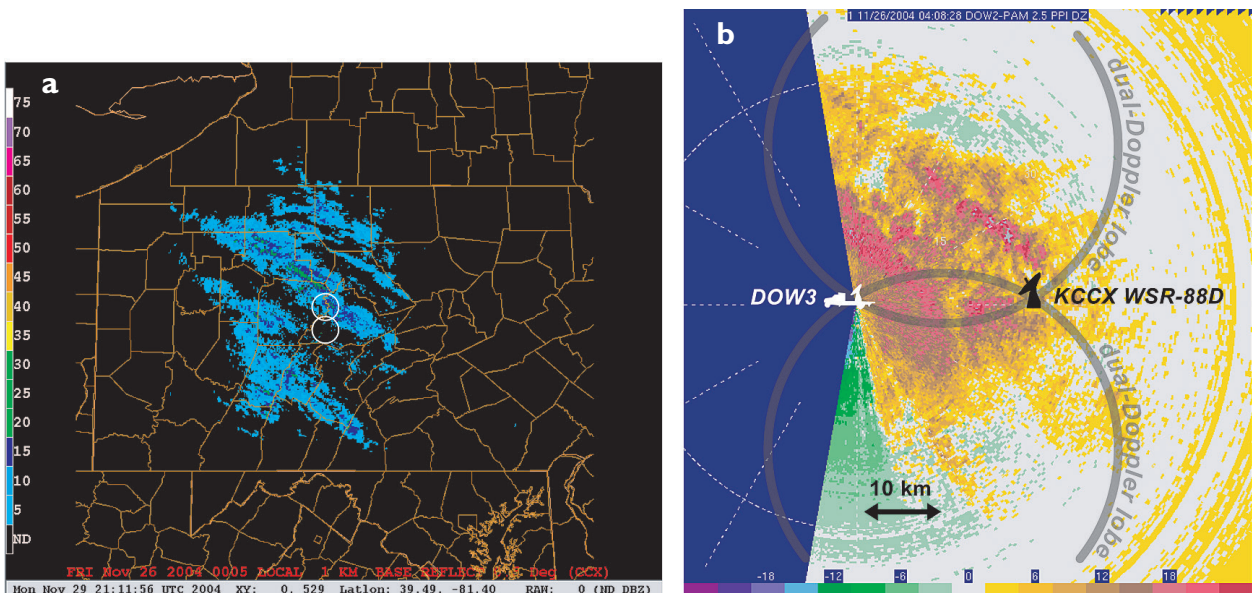 a
75
70
65
60
55
50
45
40
35
30
25
20
15
10
5
ND
FRI Nov 26 2004 0005 LOCAL 1 KM BASE REFLECT Deg (CCX)
Mon Nov 29 21:11:56 UTC 2004 XY: 0. 529 Latlon: 39.49, -81.40 RAW: 0 (ND DBZ)
b
1 11/26/2004 04:08:28 DOW2-PAM 2.5 PPI DZ
dual-Doppler lobe
15
DOW3
KCCX WSR-88D
dual-Doppler lobe
10 km
-18 -12 -6 0 6 12 18